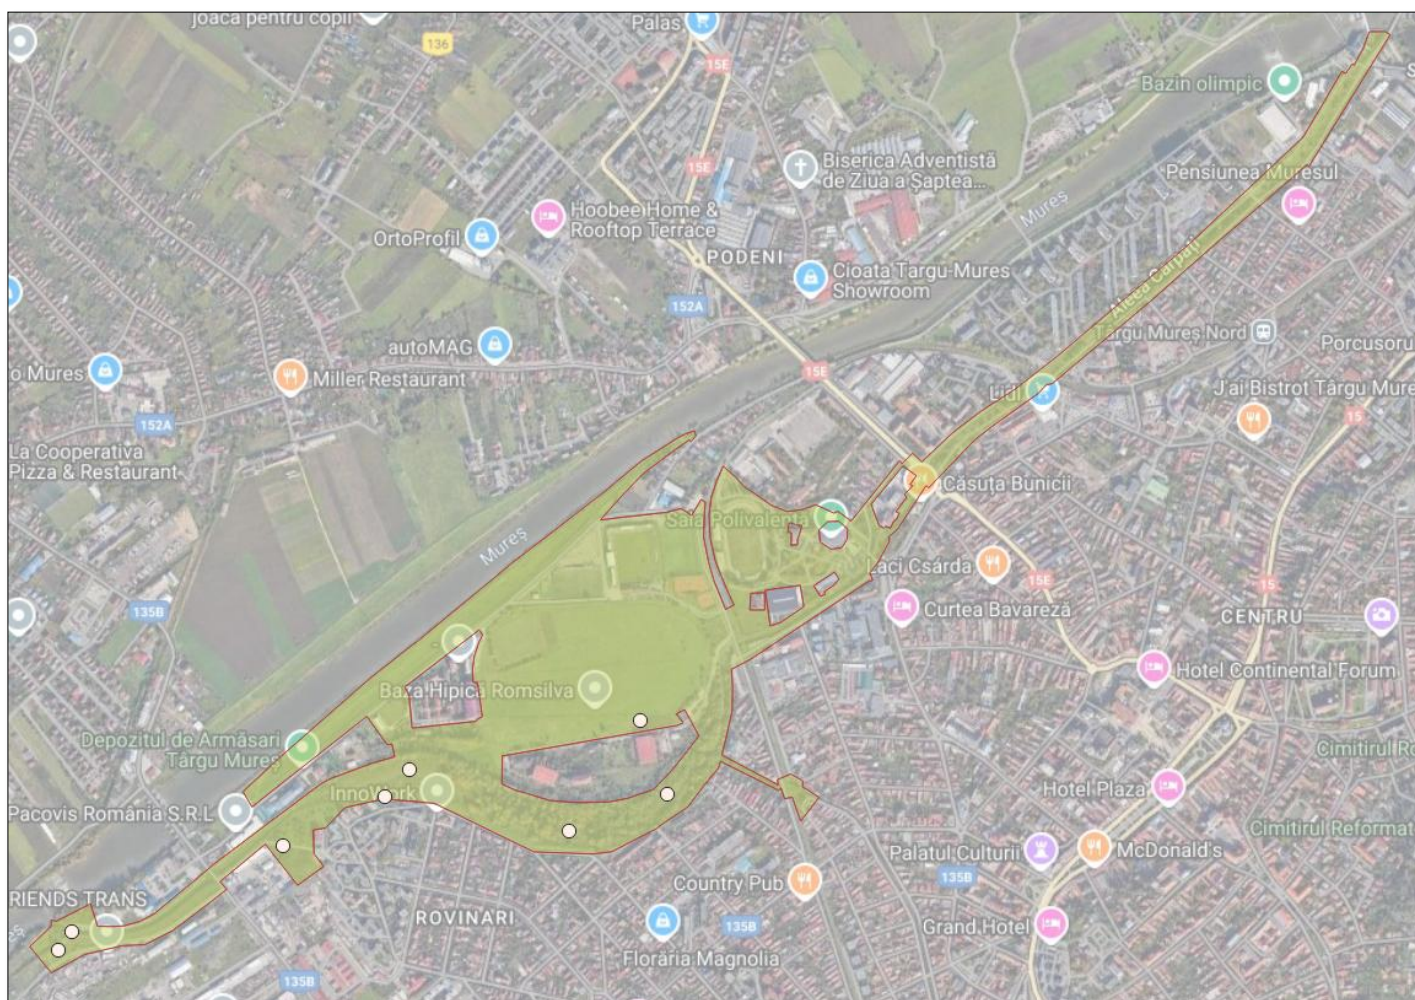 joaca pentru copii
Palas
136
15E
Bazin olimpic
15E
Biserica Adventistă
de Ziua a Șaptea...
Pensiunea Muresul
Hoobee Home &
Rooftop Terrace
OrtoProfil
Mureș
PODENI
Cioata Targu-Mures
Showroom
Aleea Carpați
152A
Târgu Mureș Nord
autoMAG
Porcusoru
o Mures
Miller Restaurant
15E
Lidl
J'ai Bistrot Târgu Mure
15
152A
La Cooperativa
Pizza & Restaurant
Căsuța Bunicii
Sala Polivalenta
Mureș
Laci Csárda
15E
15
135B
Curtea Bavareză
CENTRU
Hotel Continental Forum
Baza Hipică Romsilva
Depozitul de Armăsari
Târgu Mureș
Cimitirul Ro
InnoWork
Hotel Plaza
Pacovis România S.R.L
Cimitirul Reformat
Palatul Culturii
McDonald's
135B
Country Pub
RIENDS TRANS
ROVINARI
135B
Grand Hotel
Florăria Magnolia
135B